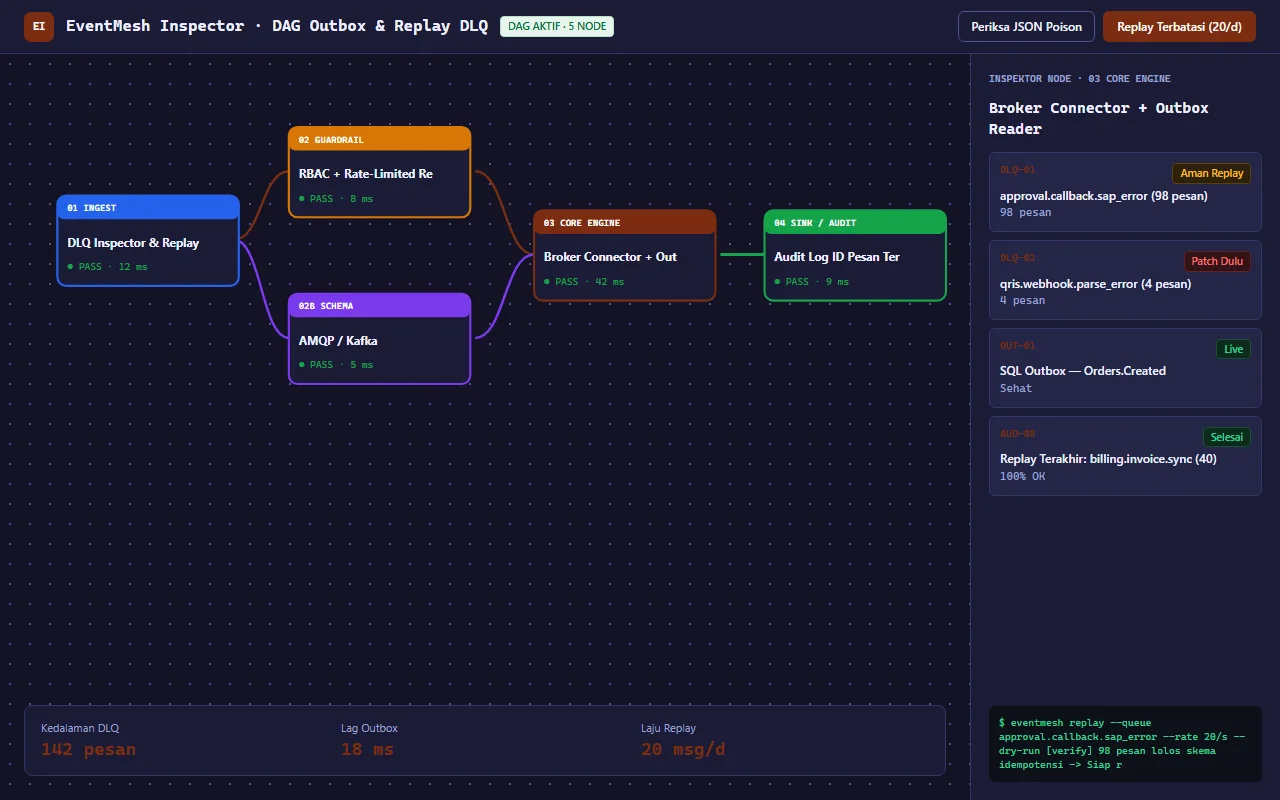 EI
EventMesh Inspector · DAG Outbox & Replay DLQ
DAG AKTIF · 5 NODE
Periksa JSON Poison
Replay Terbatasi (20/d)
01 INGEST
DLQ Inspector & Replay
PASS · 12 ms
02 GUARDRAIL
RBAC + Rate-Limited Re
PASS · 8 ms
02B SCHEMA
AMQP / Kafka
PASS · 5 ms
03 CORE ENGINE
Broker Connector + Out
PASS · 42 ms
04 SINK / AUDIT
Audit Log ID Pesan Ter
PASS · 9 ms
INSPEKTOR NODE · 03 CORE ENGINE
Broker Connector + Outbox
Reader
DLQ-01
Aman Replay
approval.callback.sap_error (98 pesan)
98 pesan
DLQ-02
Patch Dulu
qris.webhook.parse_error (4 pesan)
4 pesan
OUT-01
Live
SQL Outbox — Orders.Created
Sehat
AUD-88
Selesai
Replay Terakhir: billing.invoice.sync (40)
100% OK
Kedalaman DLQ
142 pesan
Lag Outbox
18 ms
Laju Replay
20 msg/d
$ eventmesh replay --queue
approval.callback.sap_error --rate 20/s --
dry-run [verify] 98 pesan lolos skema
idempotensi -> Siap r